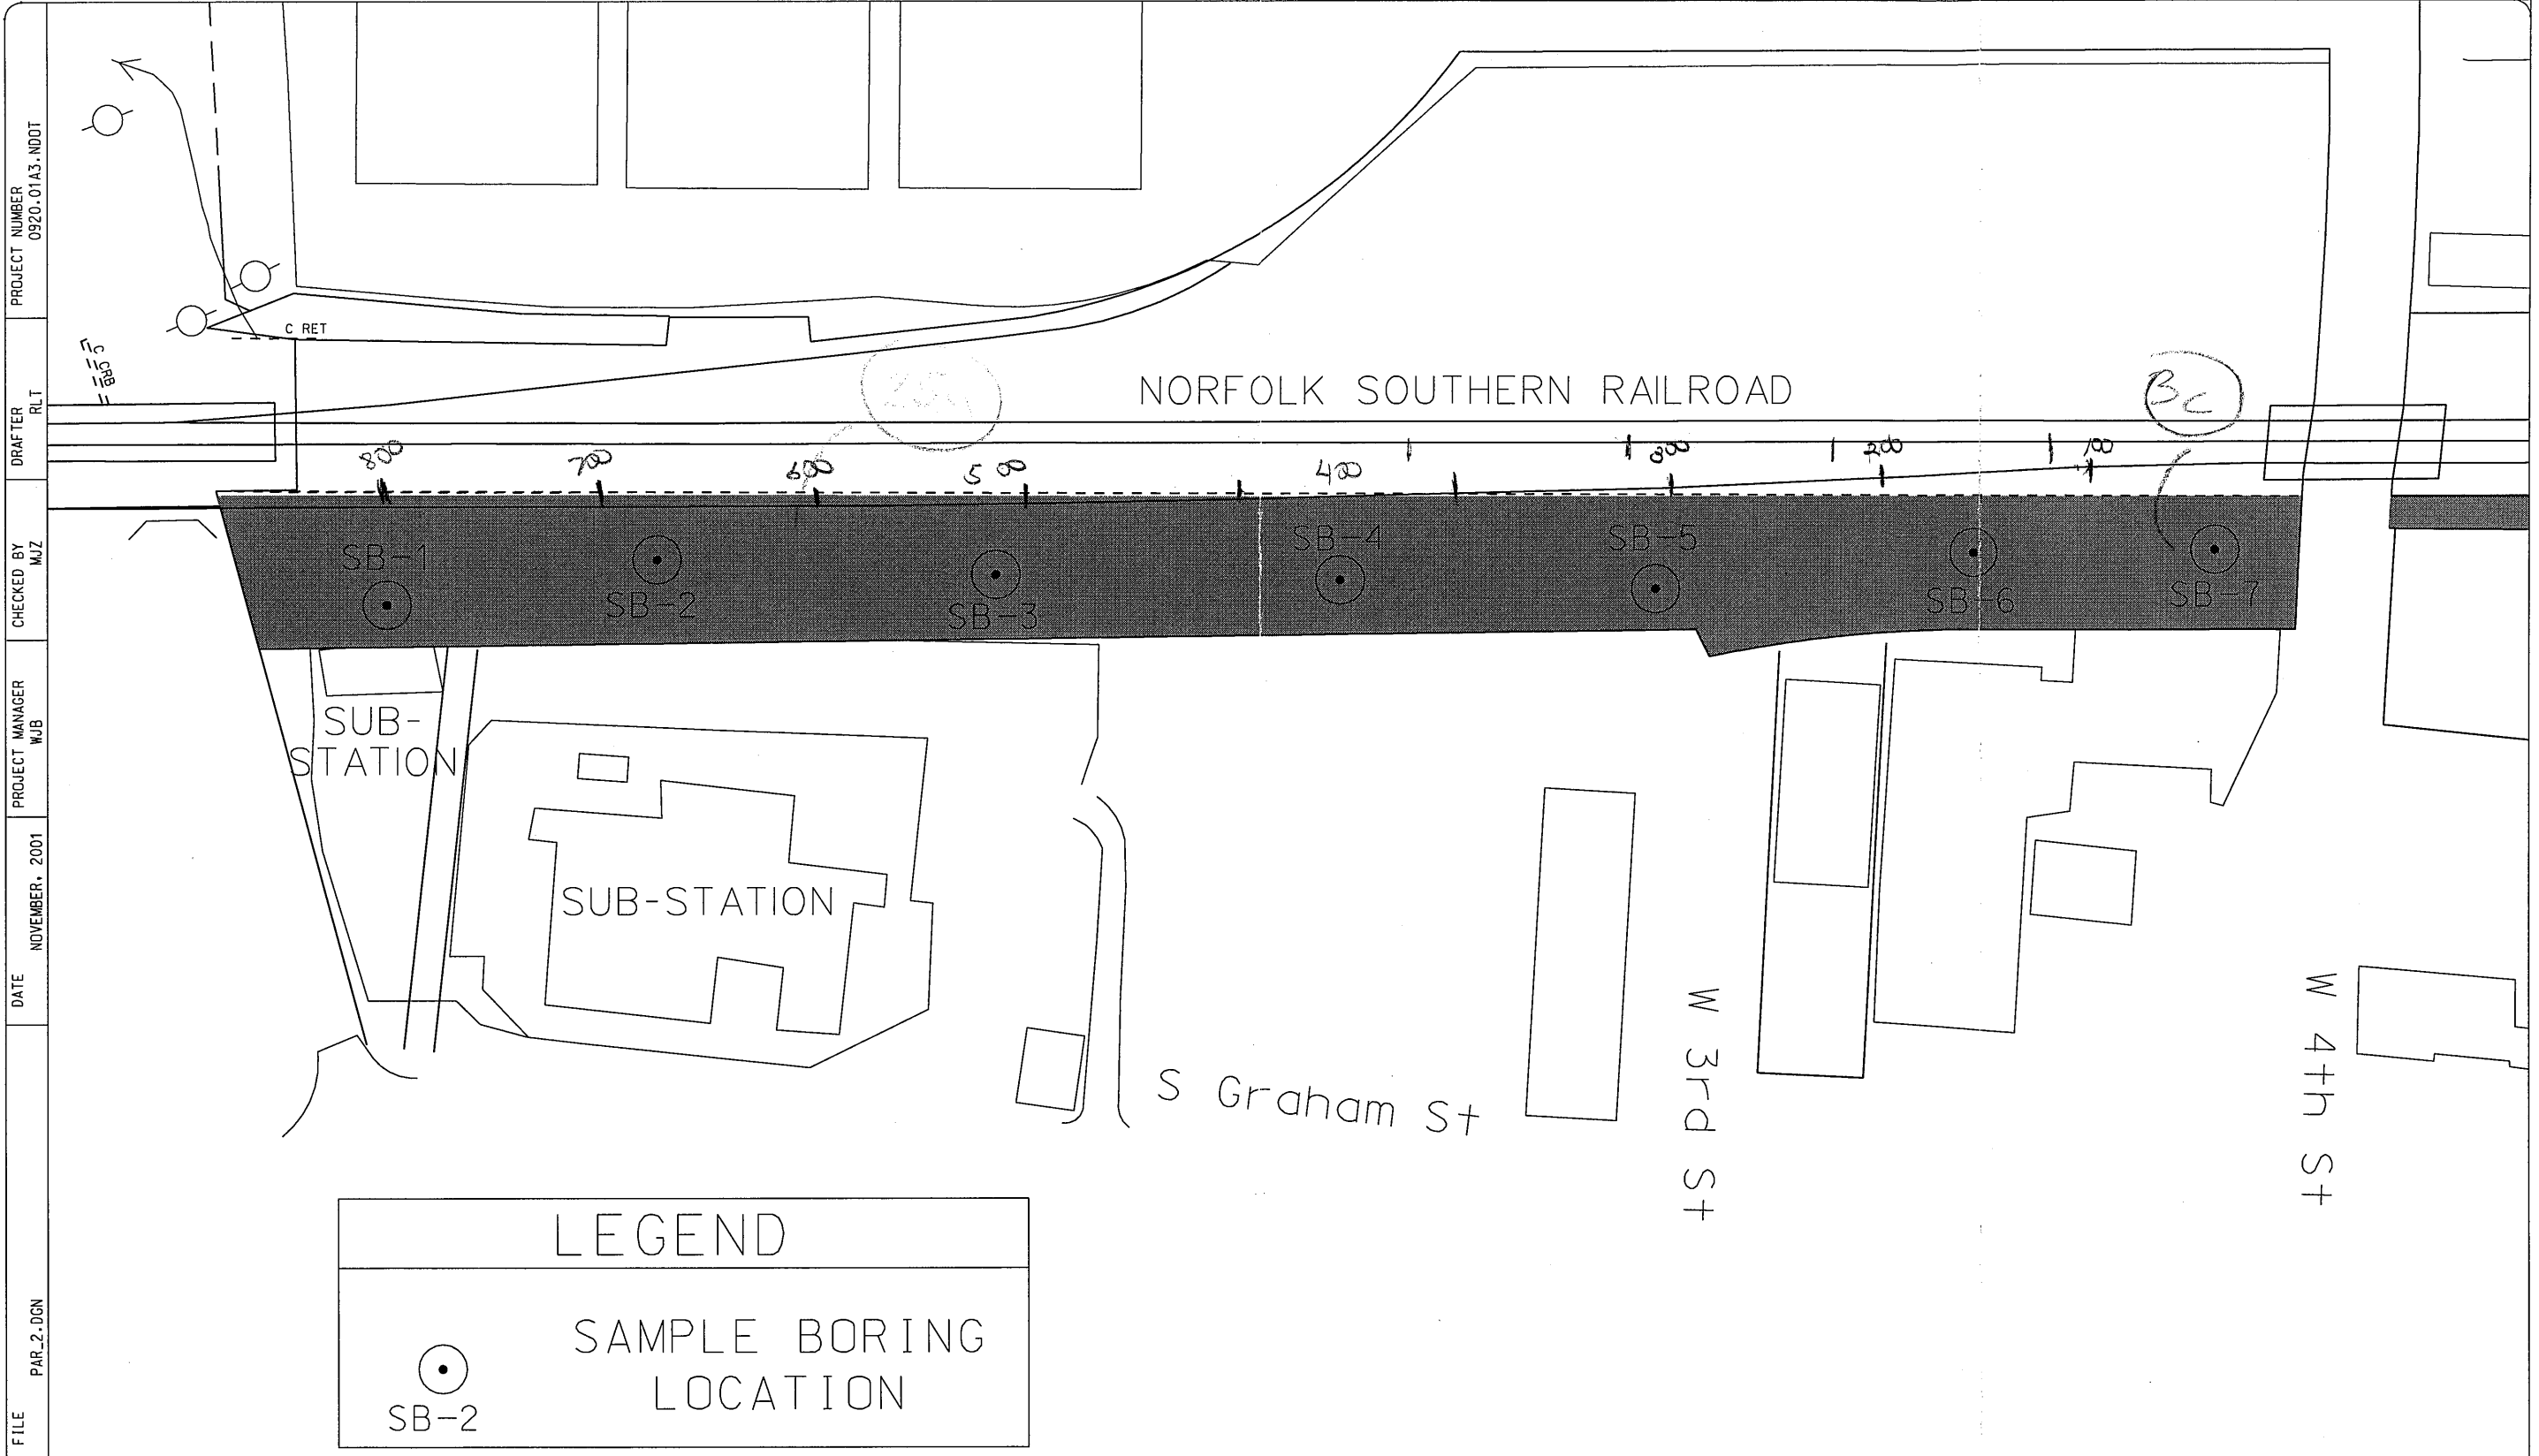 PROJECT NUMBER
0920.01A3.NDOT
DRAFTER
RLT
CHECKED BY
MJZ
PROJECT MANAGER
WJB
DATE
NOVEMBER, 2001
FILE
PAR_2.DGN
C RET
C CRB
NORFOLK SOUTHERN RAILROAD
Bc
800
700
600
500
400
300
200
100
SB-1
SB-2
SB-3
SB-4
SB-5
SB-6
SB-7
SUB-
STATION
SUB-STATION
S Graham St
W 3rd St
W 4th St
LEGEND
SAMPLE BORING
LOCATION
SB-2